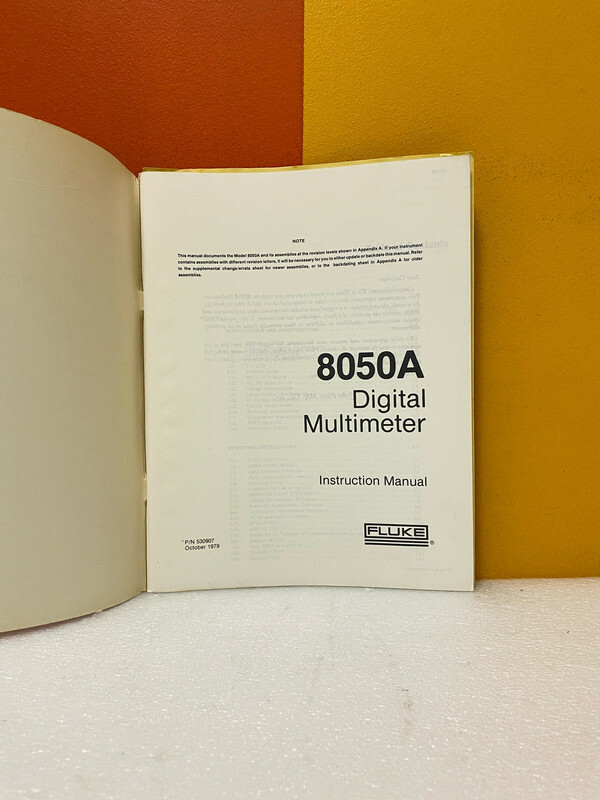 NOTE
This manual documents the Model 8050A and its assemblies at the revision levels shown in Appendix A. If your instrument
contains assemblies with different revision letters, it will be necessary for you to either update or backdate this manual. Refer
to the supplemental change/errata sheet for newer assemblies, or to the backdating sheet in Appendix A for older
assemblies.
8050A
Digital
Multimeter
Instruction Manual
P/N 530907
October 1979
FLUKE
®